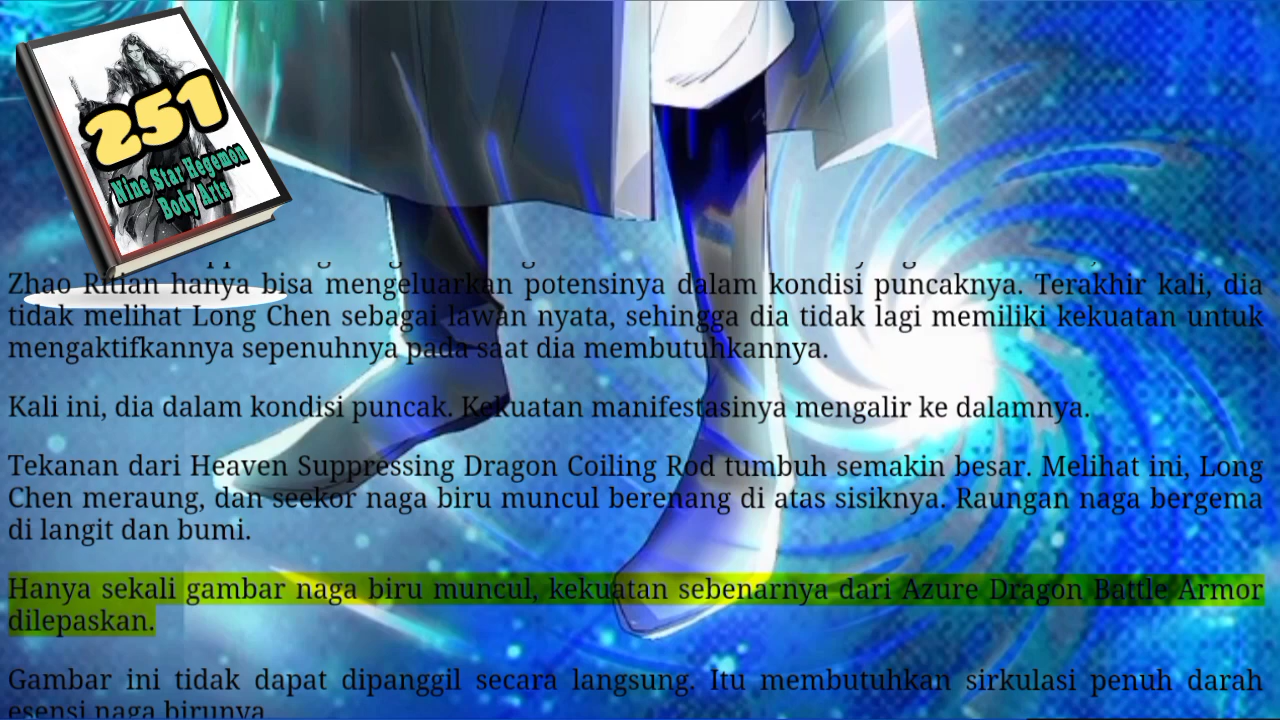 251
Nine Star Hegemon
Body Arts
Zhao Ritian hanya bisa mengeluarkan potensinya dalam kondisi puncaknya. Terakhir kali, dia
tidak melihat Long Chen sebagai lawan nyata, sehingga dia tidak lagi memiliki kekuatan untuk
mengaktifkannya sepenuhnya pada saat dia membutuhkannya.
Kali ini, dia dalam kondisi puncak. Kekuatan manifestasinya mengalir ke dalamnya.
Tekanan dari Heaven Suppressing Dragon Coiling Rod tumbuh semakin besar. Melihat ini, Long
Chen meraung, dan seekor naga biru muncul berenang di atas sisiknya. Raungan naga bergema
di langit dan bumi.
Hanya sekali gambar naga biru muncul, kekuatan sebenarnya dari Azure Dragon Battle Armor
dilepaskan.
Gambar ini tidak dapat dipanggil secara langsung. Itu membutuhkan sirkulasi penuh darah
esensi naga birunya